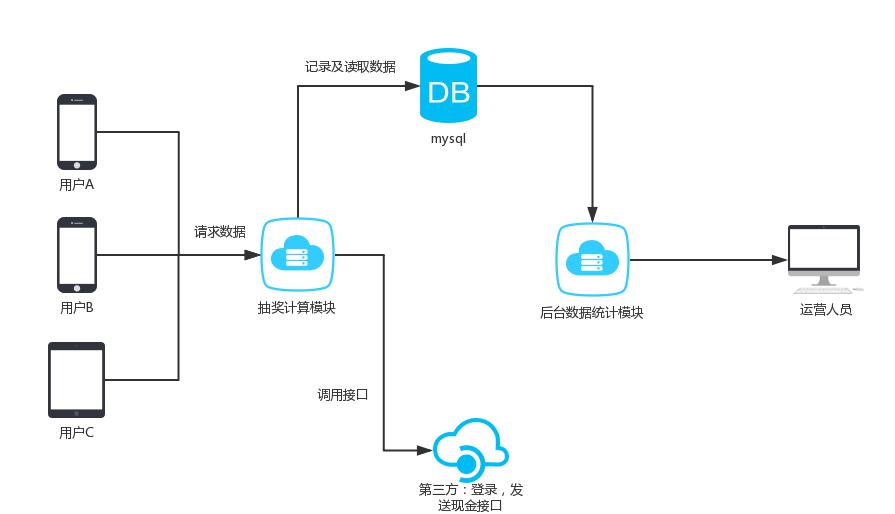 记录及读取数据
DB
mysql
用户A
请求数据
用户B
抽奖计算模块
后台数据统计模块
运营人员
调用接口
用户C
第三方：登录，发
送现金接口